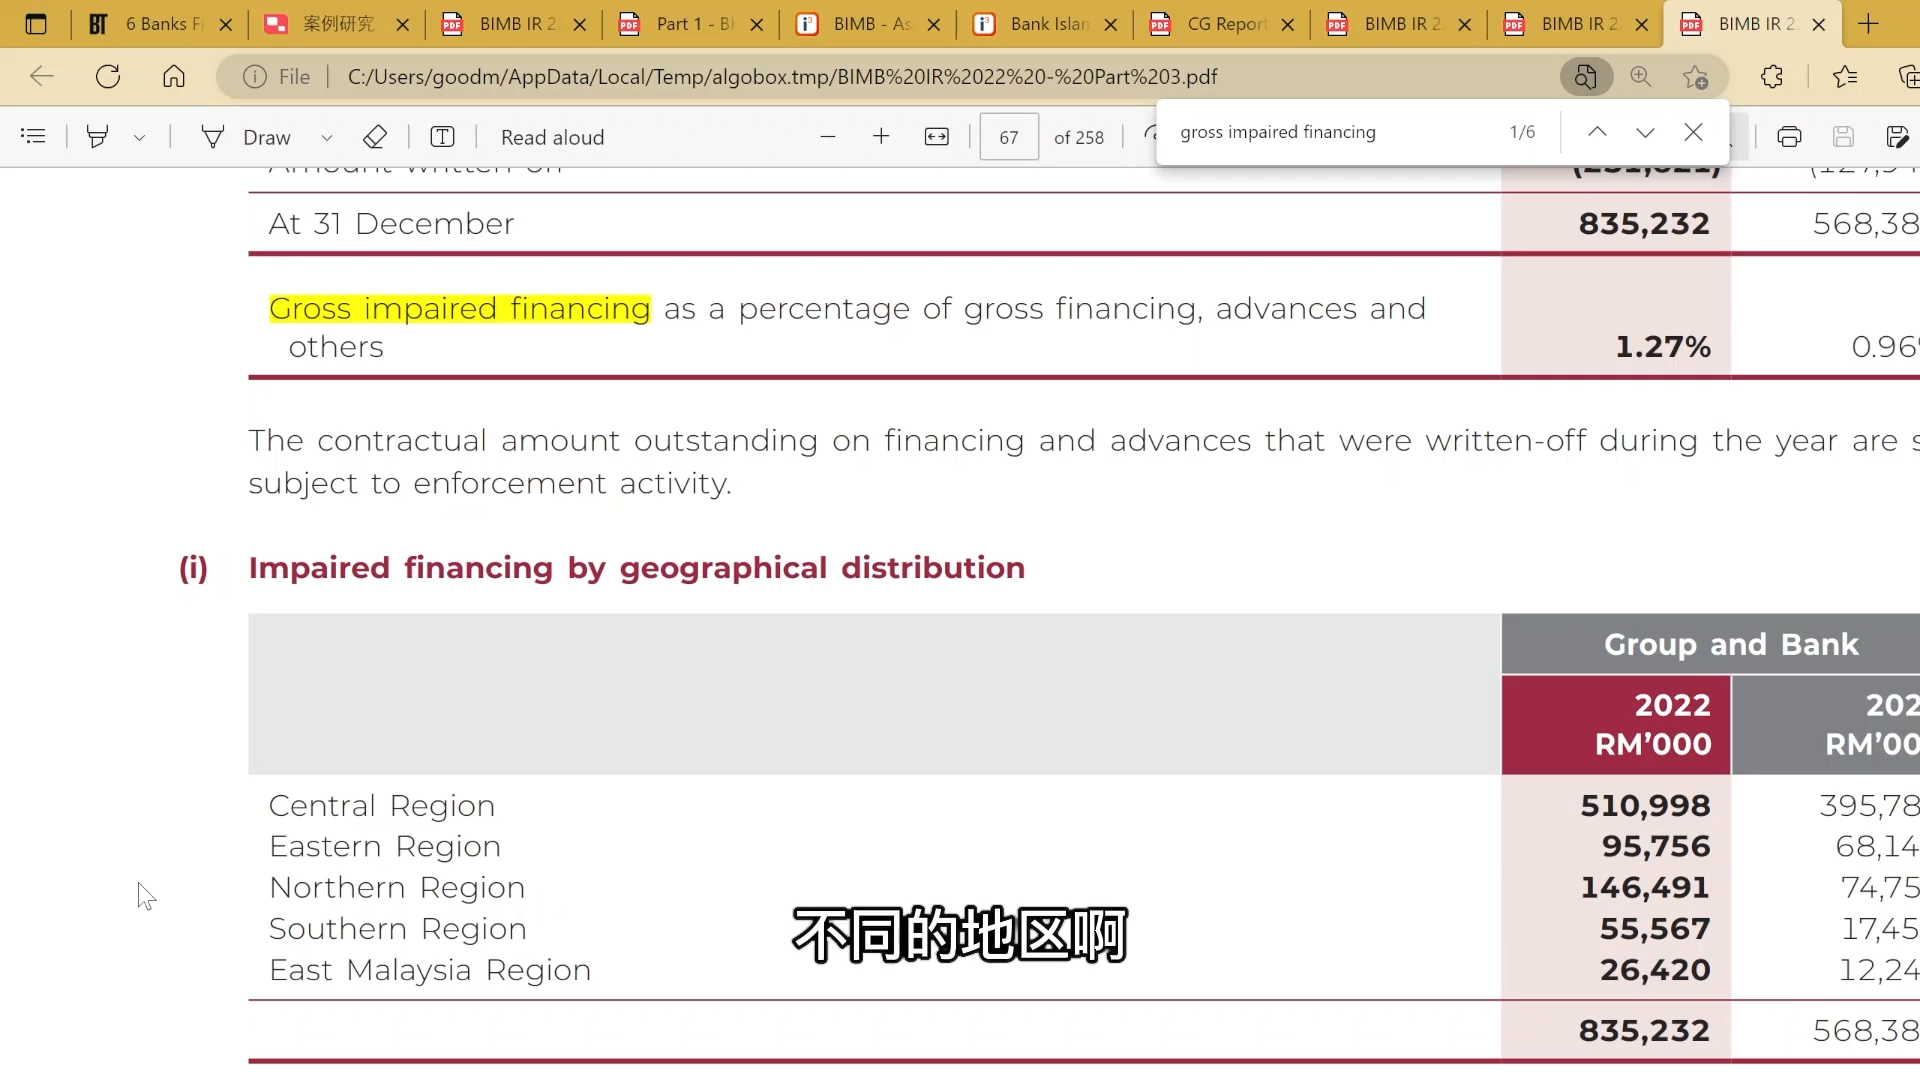 6 Banks Fi
案例研究
BIMB IR 2
Part 1 - BH
BIMB - As
Bank Islan
CG Report
BIMB IR 2
BIMB IR 2
BIMB IR 2
File
C:/Users/goodm/AppData/Local/Temp/algobox.tmp/BIMB%20IR%2022%20-%20Part%203.pdf
Draw
Read aloud
67
of 258
gross impaired financing
1/6
At 31 December 835,232 568,38
Gross impaired financing as a percentage of gross financing, advances and
others 1.27% 0.96%
The contractual amount outstanding on financing and advances that were written-off during the year are s
subject to enforcement activity.
(i) Impaired financing by geographical distribution
Group and Bank
2022 202
RM’000 RM’00
Central Region 510,998 395,78
Eastern Region 95,756 68,14
Northern Region 146,491 74,75
Southern Region 55,567 17,45
East Malaysia Region 26,420 12,24
不同的地区啊
835,232 568,38